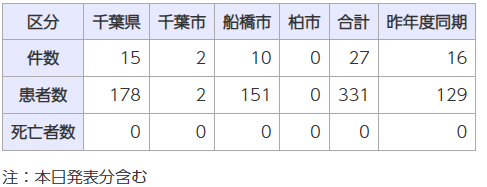 区分 千葉県 千葉市 船橋市 柏市 合計 昨年度同期
件数 15 2 10 0 27 16
患者数 178 2 151 0 331 129
死亡者数 0 0 0 0 0 0
注：本日発表分含む